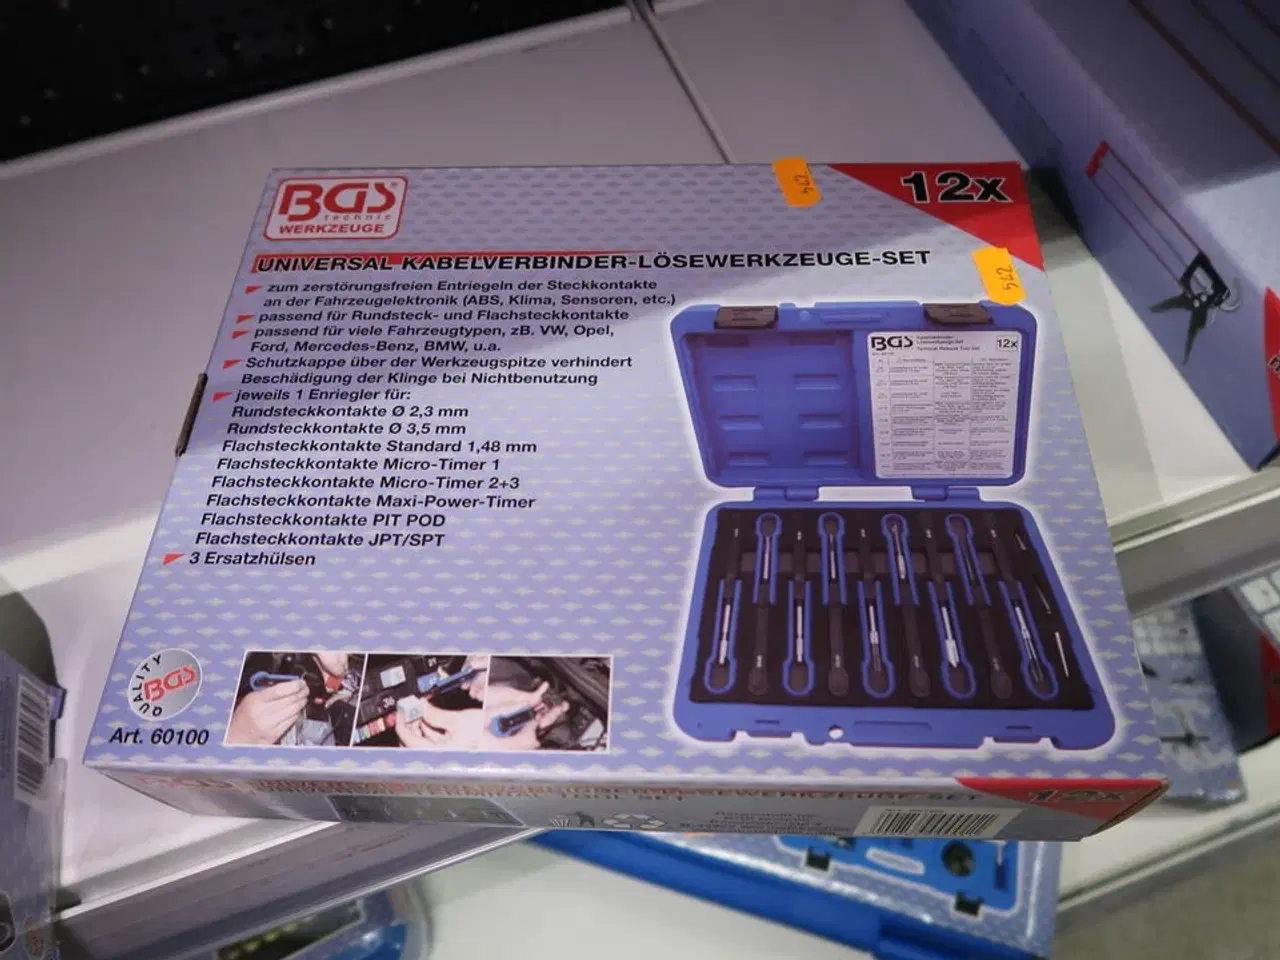 BGS
technic
WERKZEUGE
12x
UNIVERSAL KABELVERBINDER-LÖSEWERKZEUGE-SET
zum zerstörungsfreien Entriegeln der Steckkontakte
an der Fahrzeugelektronik (ABS, Klima, Sensoren, etc.)
passend für Rundsteck- und Flachsteckkontakte
passend für viele Fahrzeugtypen, zB. VW, Opel,
Ford, Mercedes-Benz, BMW, u.a.
Schutzkappe über der Werkzeugspitze verhindert
Beschädigung der Klinge bei Nichtbenutzung
jeweils 1 Enriegler für:
Rundsteckkontakte Ø 2,3 mm
Rundsteckkontakte Ø 3,5 mm
Flachsteckkontakte Standard 1,48 mm
Flachsteckkontakte Micro-Timer 1
Flachsteckkontakte Micro-Timer 2+3
Flachsteckkontakte Maxi-Power-Timer
Flachsteckkontakte PIT POD
Flachsteckkontakte JPT/SPT
3 Ersatzhülsen
BGS
12x
QUALITY
BGS
Art. 60100
TOOL SET
12x